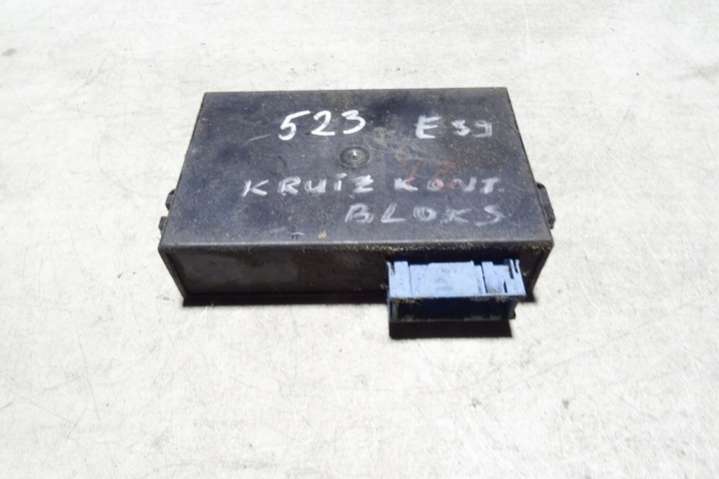 523 E39
KRUIZ KONT.
BLOKS